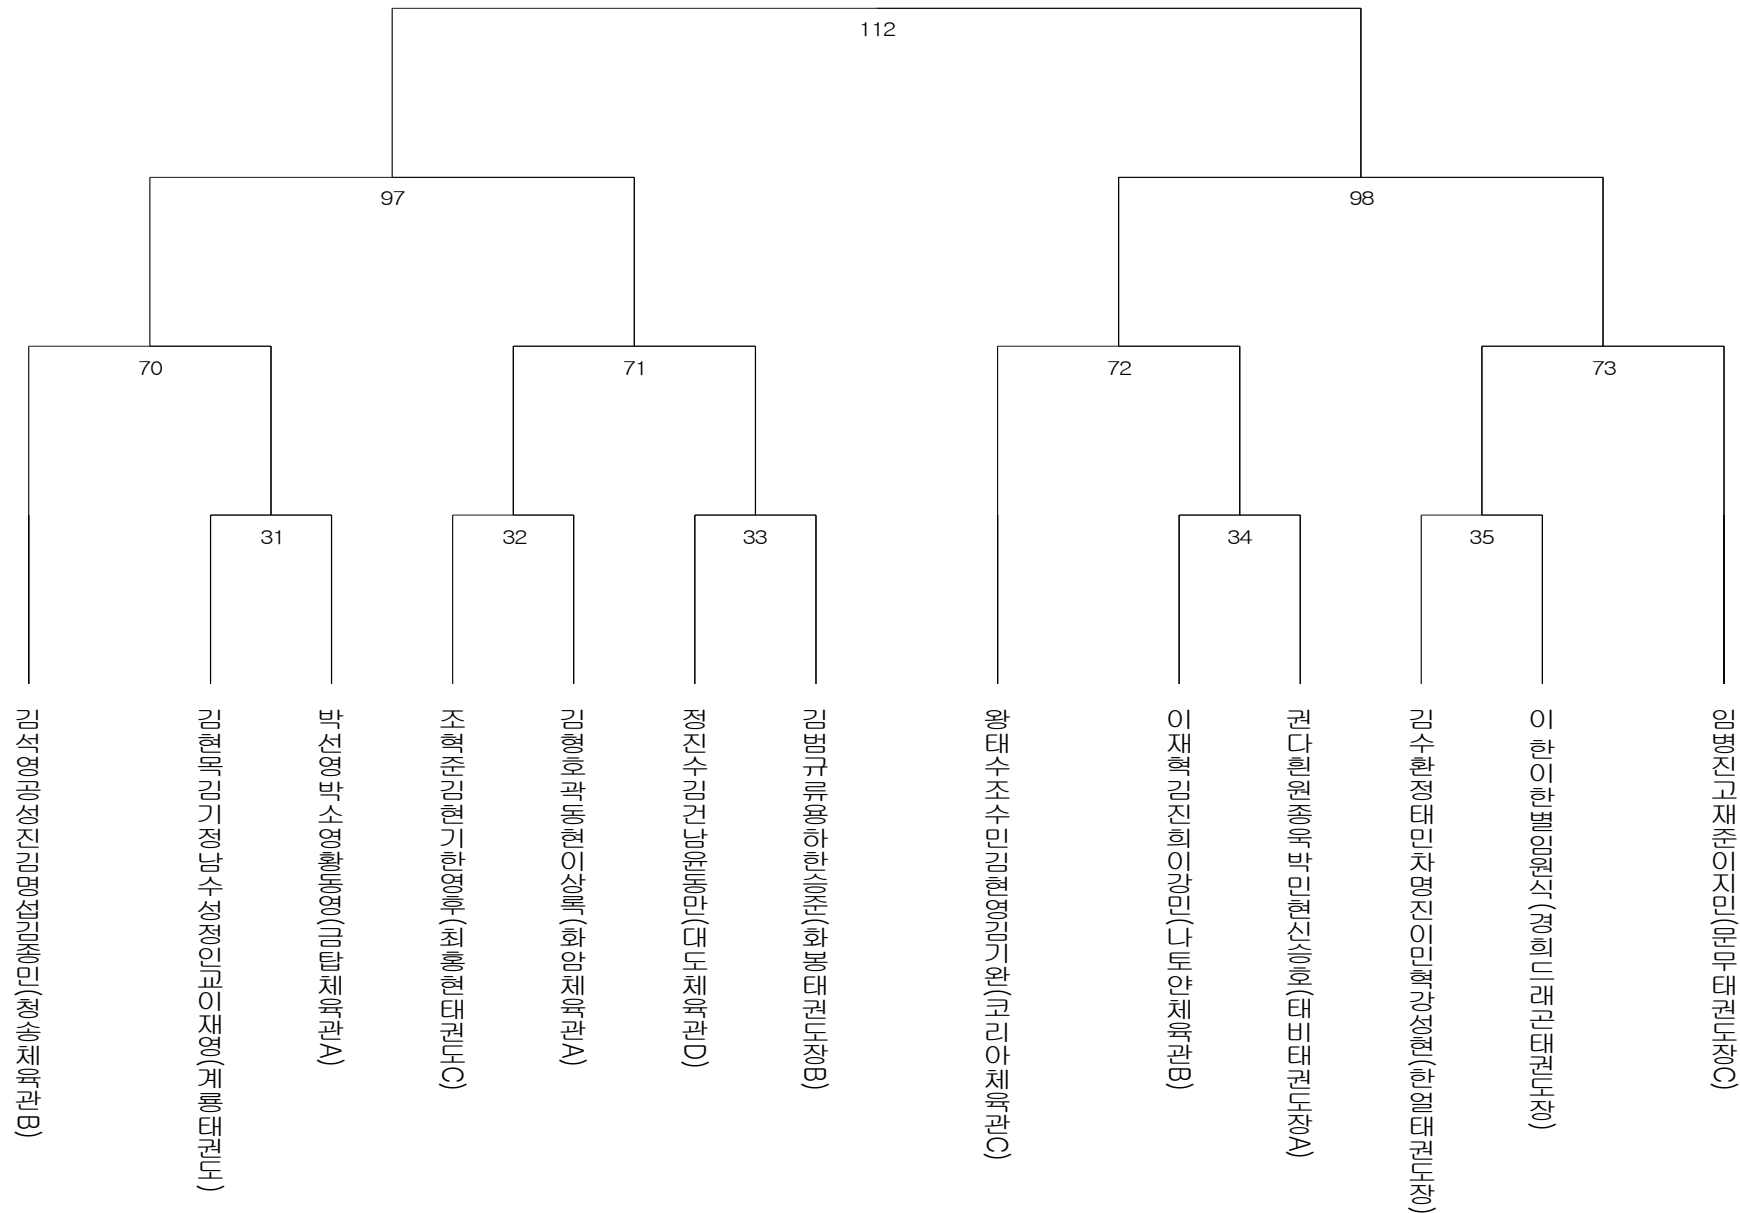 112
97
98
70
71
72
73
31
32
33
34
35
김석영공성진김명섭김종민(청송체육관B)
김현목김기정남수성정인교이재영(계룡태권도)
박선영박소영황동영(금탑체육관A)
조혁준김현기한영후(최홍현태권도C)
김형호곽동현이상록(화암체육관A)
정진수김건남윤동만(대도체육관D)
김범규류용하한승준(화봉태권도장B)
왕태수조수민김현영김기완(코리아체육관C)
이재혁김진희이강민(나토얀체육관B)
권다흰원종욱박민현신승호(태비태권도장A)
김수환정태민차명진이민혁강성현(한얼태권도장)
이 한이한별임원식(경희드래곤태권도장)
임병진고재준이지민(문무태권도장C)